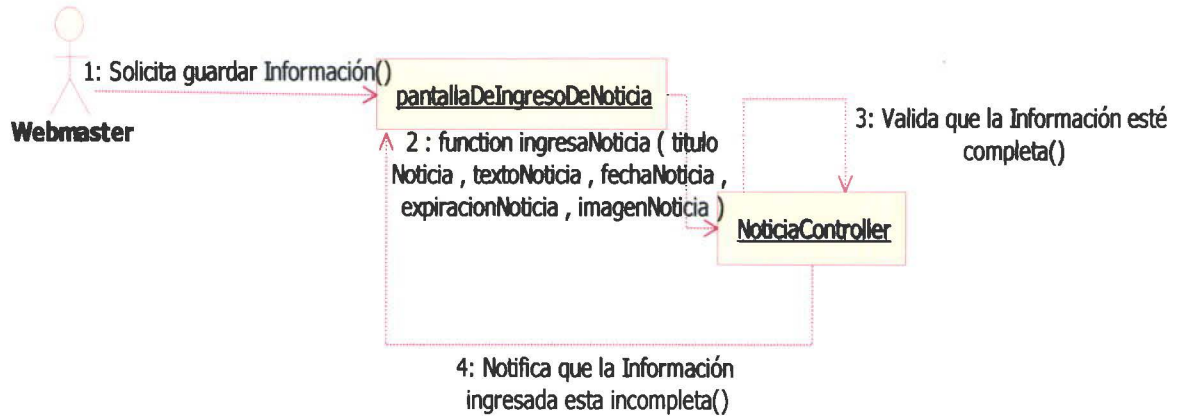 1: Solicita guardar Información()
Webmaster
pantallaDeIngresoDeNoticia
2 : function ingresaNoticia ( titulo
Noticia , textoNoticia , fechaNoticia ,
expiracionNoticia , imagenNoticia )
3: Valida que la Información esté
completa()
NoticiaController
4: Notifica que la Información
ingresada esta incompleta()